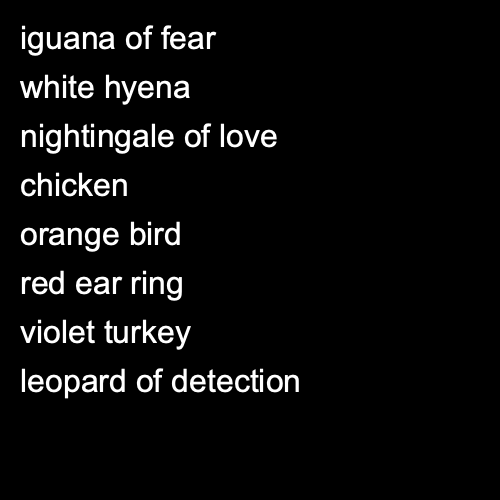 iguana of fear
white hyena
nightingale of love
chicken
orange bird
red ear ring
violet turkey
leopard of detection